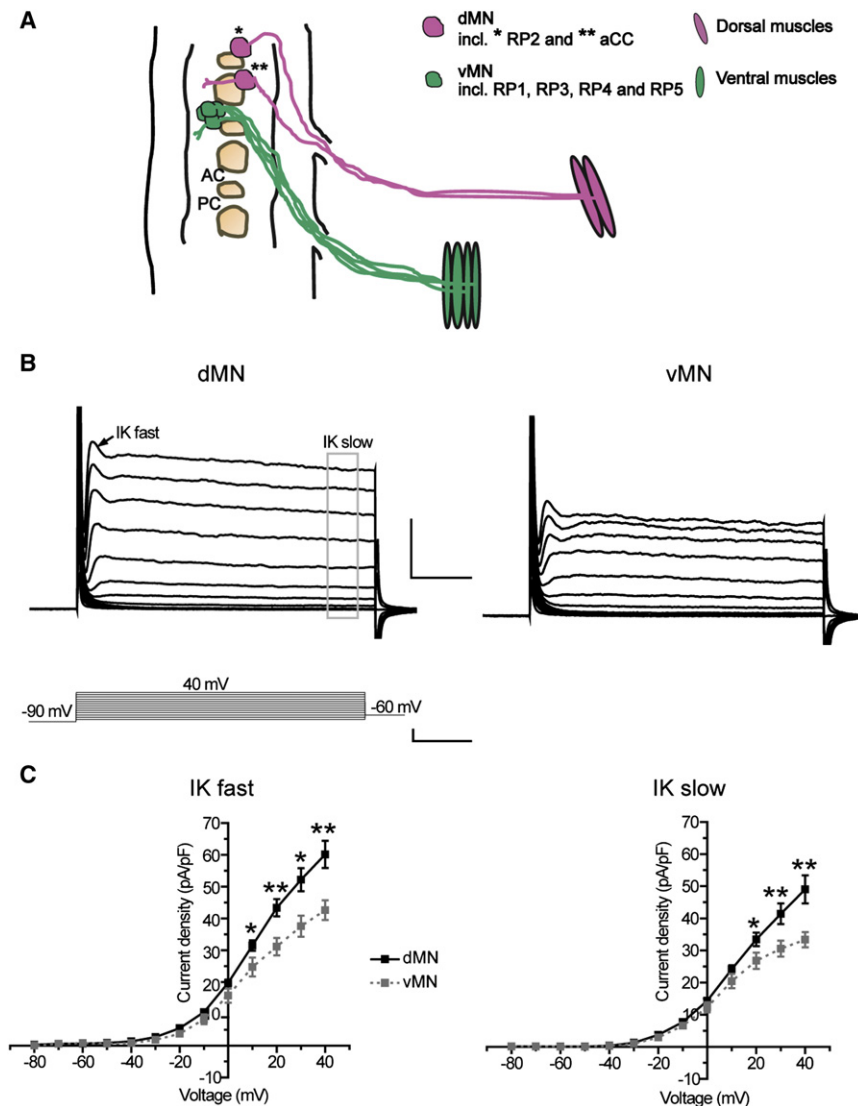 A
* dMN
incl. * RP2 and ** aCC
Dorsal muscles
**
vMN
incl. RP1, RP3, RP4 and RP5
Ventral muscles
AC
PC
B
dMN
vMN
IK fast
IK slow
40 mV
-90 mV
-60 mV
C
IK fast
IK slow
Current density (pA/pF)
70
60
50
40
30
20
10
-10
-80 -60 -40 -20 0 20 40
Voltage (mV)
* ** * **
dMN
vMN
Current density (pA/pF)
70
60
50
40
30
20
10
-10
-80 -60 -40 -20 0 20 40
Voltage (mV)
* ** **